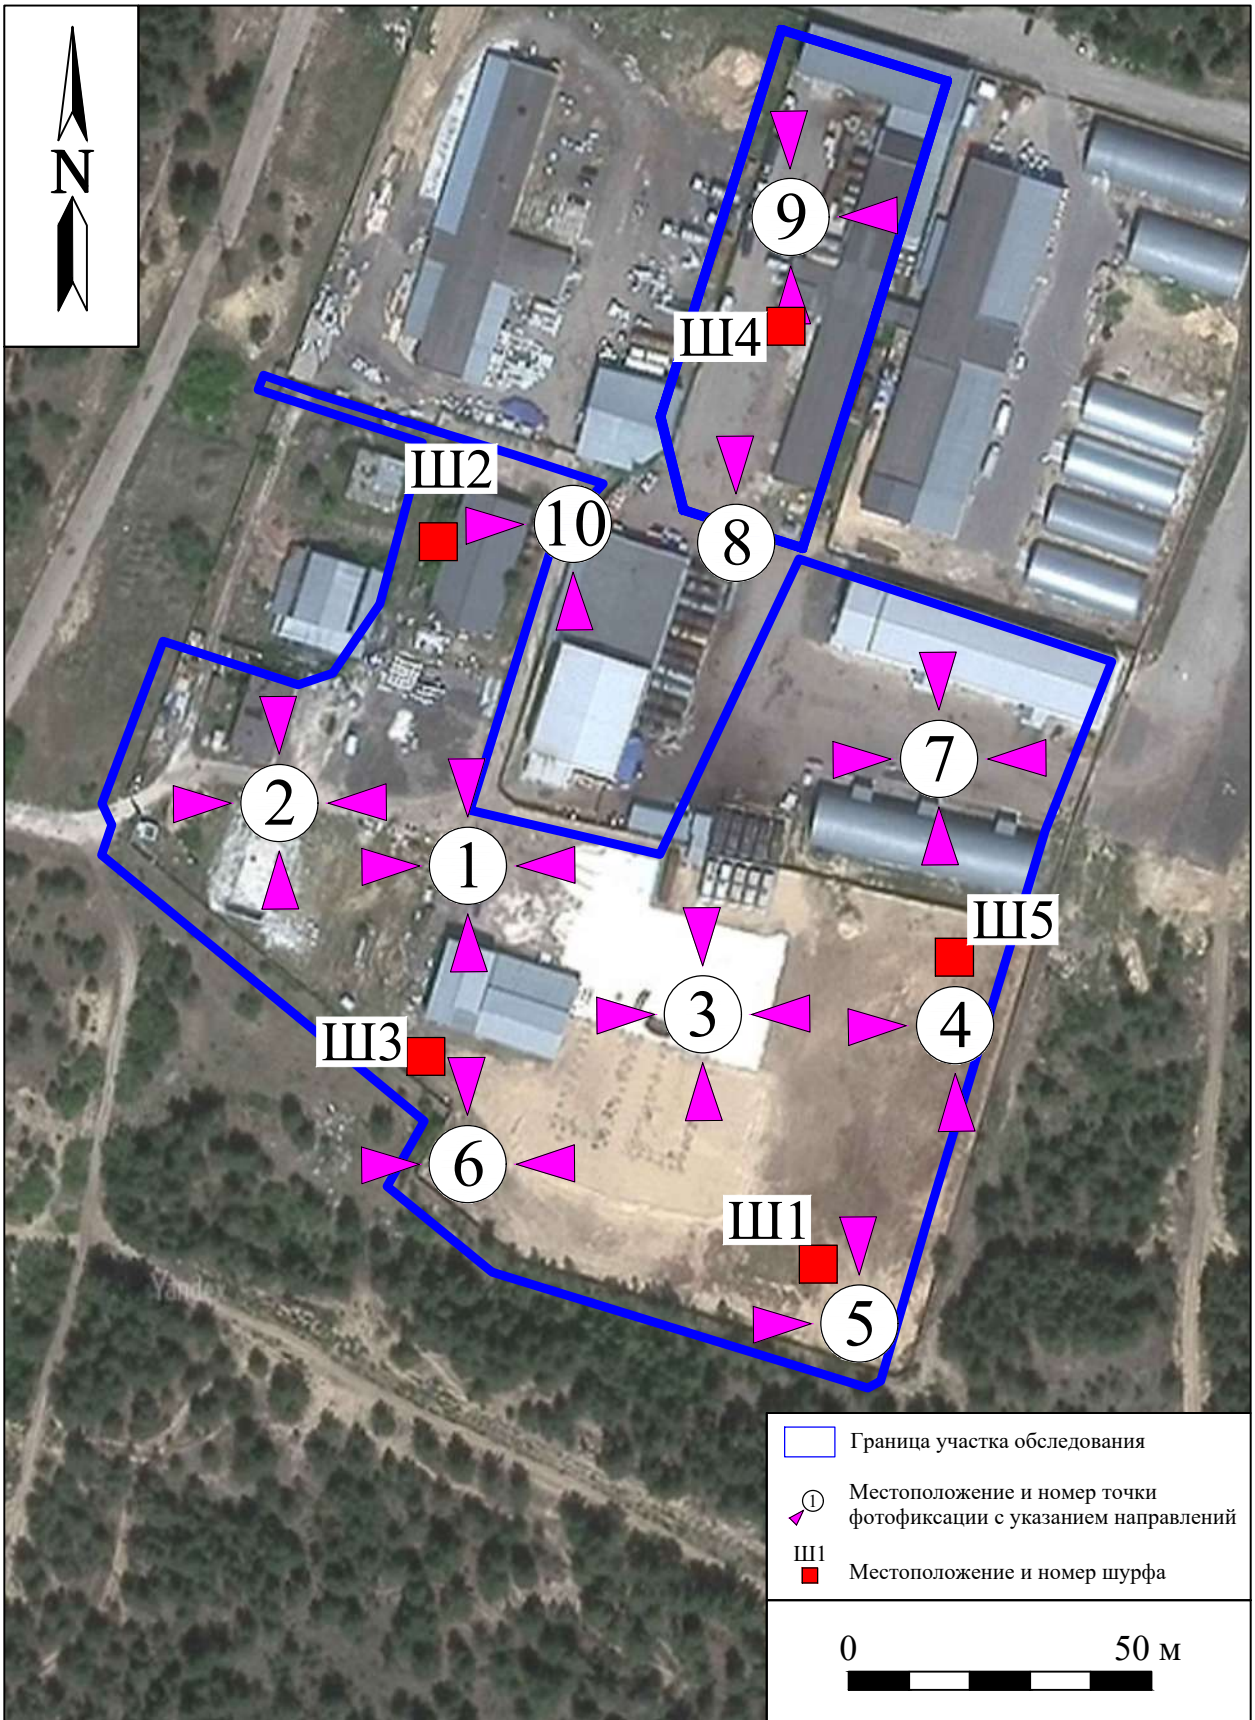 N
9
Ш4
Ш2
10
8
7
2
1
Ш5
3
4
Ш3
6
Ш1
5
Yandex
Граница участка обследования
1
Местоположение и номер точки
фотофиксации с указанием направлений
Ш1
Местоположение и номер шурфа
0 50 м